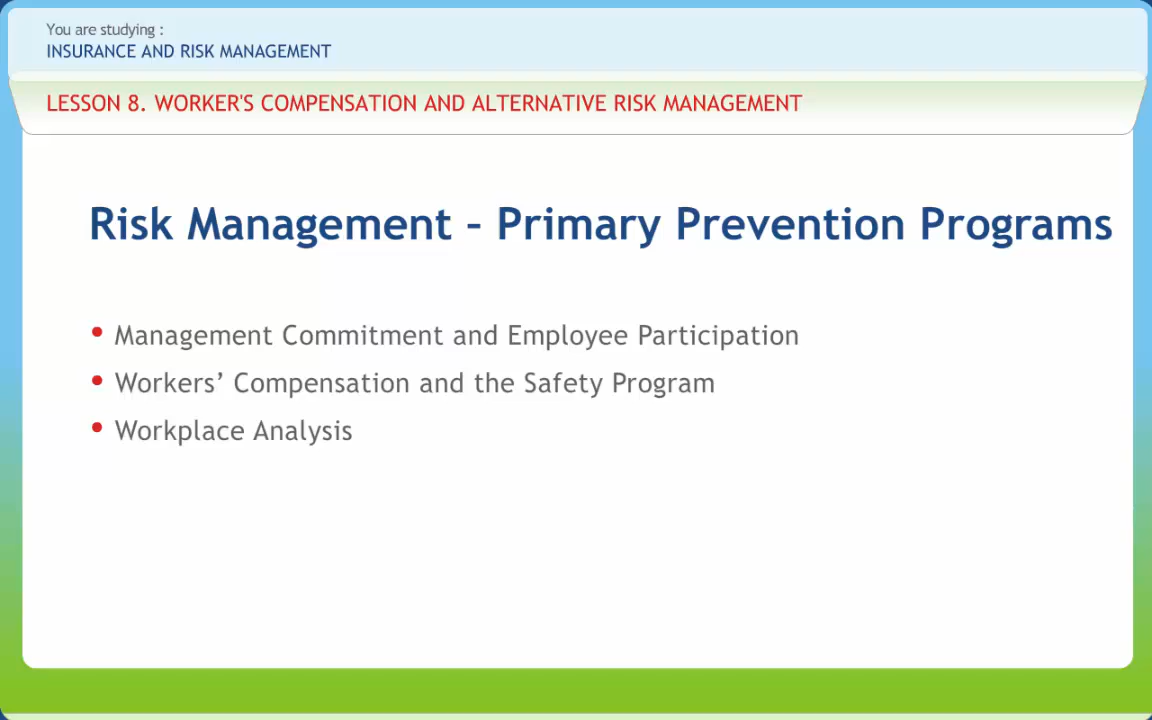 You are studying :
INSURANCE AND RISK MANAGEMENT
LESSON 8. WORKER'S COMPENSATION AND ALTERNATIVE RISK MANAGEMENT
Risk Management – Primary Prevention Programs
• Management Commitment and Employee Participation
• Workers’ Compensation and the Safety Program
• Workplace Analysis